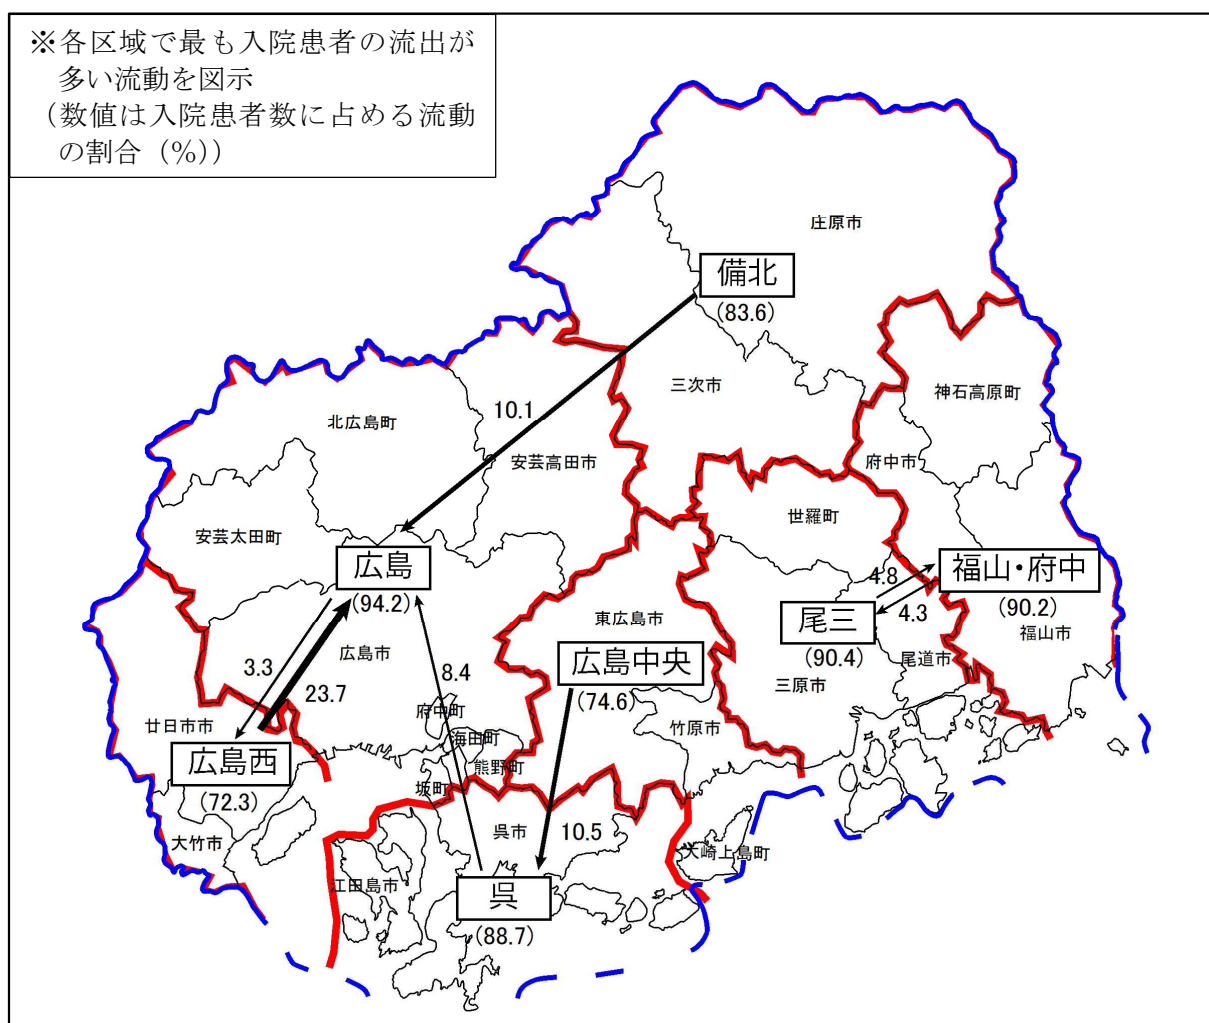 ※各区域で最も入院患者の流出が
多い流動を図示
（数値は入院患者数に占める流動
の割合（%））
庄原市
備北
(83.6)
三次市
神石高原町
10.1
北広島町
安芸高田市
府中市
世羅町
安芸太田町
広島
(94.2)
福山・府中
(90.2)
4.8
4.3
尾三
(90.4)
福山市
東広島市
広島中央
(74.6)
尾道市
三原市
広島市
3.3
23.7
8.4
府中町
海田町
熊野町
坂町
竹原市
廿日市市
広島西
(72.3)
大竹市
呉市
10.5
大崎上島町
江田島市
呉
(88.7)